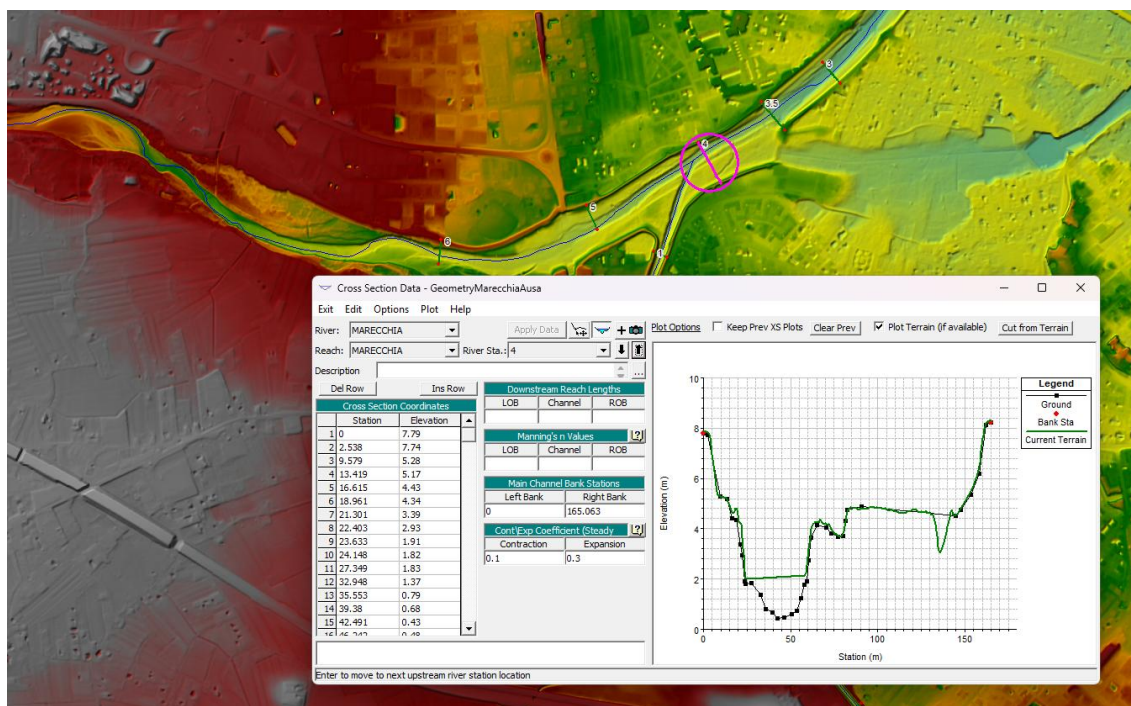 3
3.5
4
5
6
1
Cross Section Data - GeometryMarecchiaAusa
Exit Edit Options Plot Help
River: MARECCHIA Apply Data
Reach: MARECCHIA River Sta.: 4
Description ...
Plot Options Keep Prev XS Plots Clear Prev Plot Terrain (if available) Cut from Terrain
Del Row Ins Row
Cross Section Coordinates
Station Elevation
1 0 7.79
2 2.538 7.74
3 9.579 5.28
4 13.419 5.17
5 16.615 4.43
6 18.961 4.34
7 21.301 3.39
8 22.403 2.93
9 23.633 1.91
10 24.148 1.82
11 27.349 1.83
12 32.948 1.37
13 35.553 0.79
14 39.38 0.68
15 42.491 0.43
16 46.242 0.48
Downstream Reach Lengths
LOB Channel ROB
Manning's n Values ?
LOB Channel ROB
Main Channel Bank Stations
Left Bank Right Bank
0 165.063
Cont\Exp Coefficient (Steady ?
Contraction Expansion
0.1 0.3
Elevation (m)
10
8
6
4
2
0
0 50 100 150
Station (m)
Legend
Ground
Bank Sta
Current Terrain
Enter to move to next upstream river station location